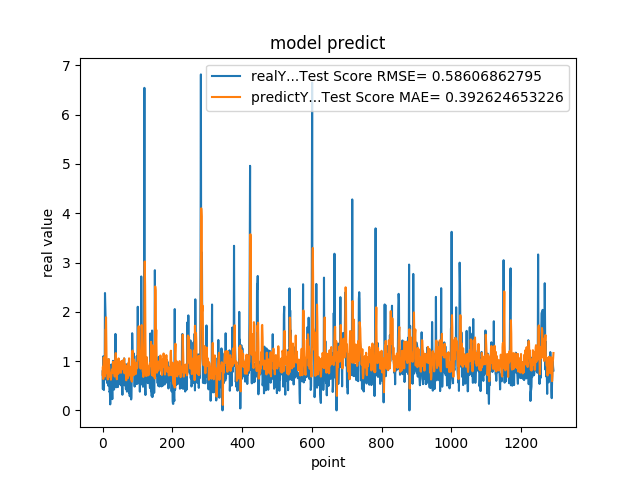 model predict
realY...Test Score RMSE= 0.58606862795
predictY...Test Score MAE= 0.392624653226
real value
7
6
5
4
3
2
1
0
0 200 400 600 800 1000 1200
point